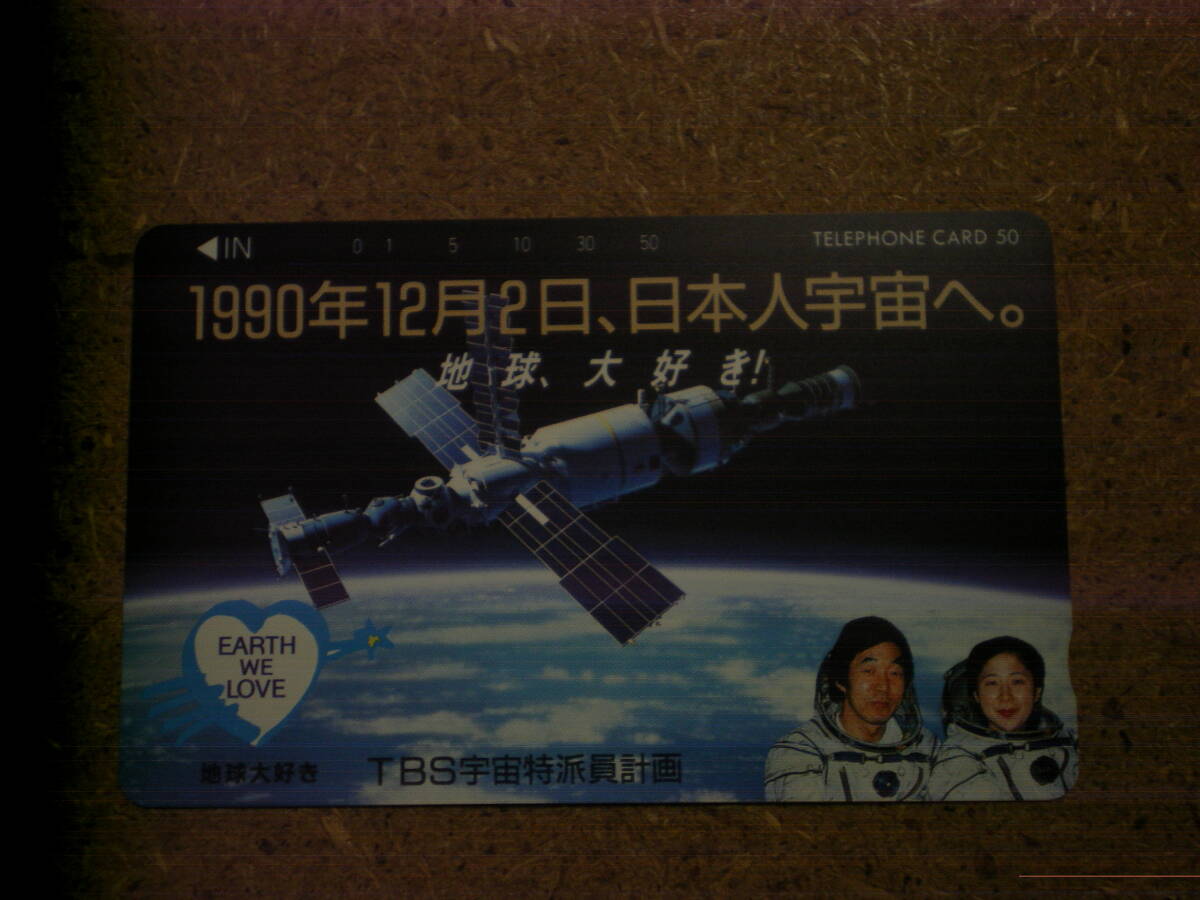 ◀IN 0 1 5 10 30 50 TELEPHONE CARD 50
1990年12月2日、日本人宇宙へ。
地球、大好き!
EARTH
WE
LOVE
地球大好き TBS宇宙特派員計画